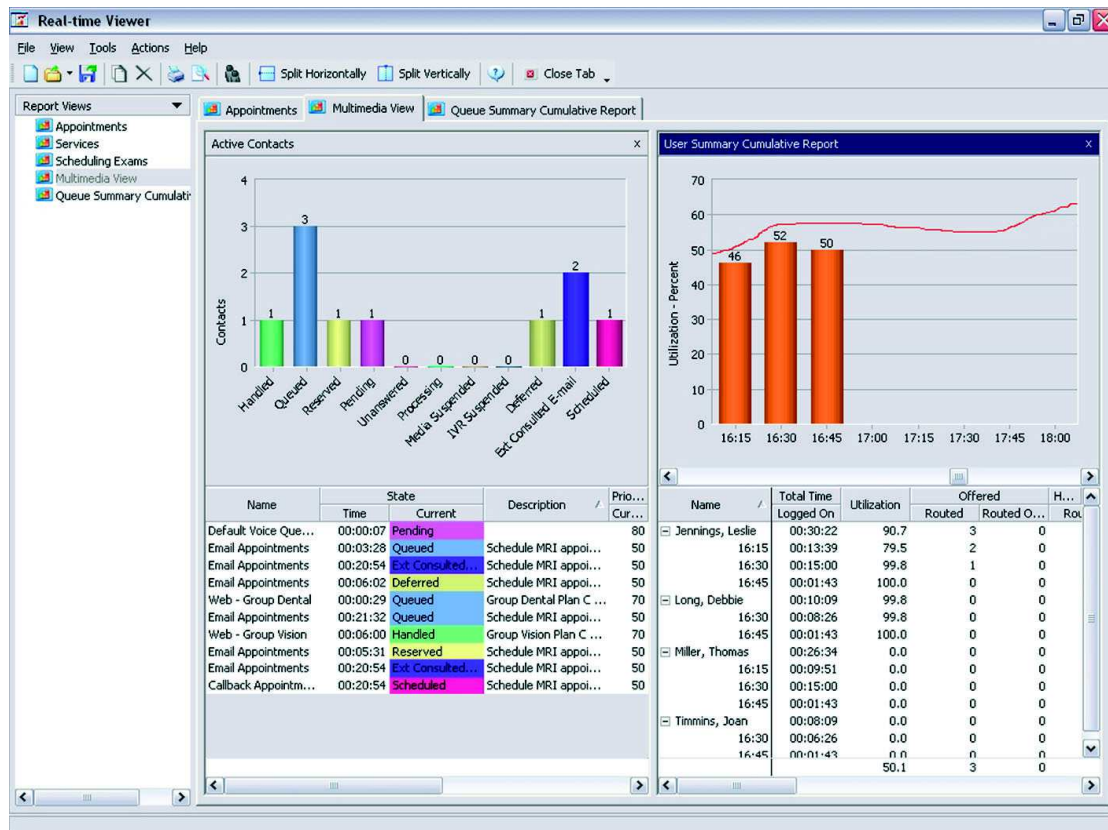 Real-time Viewer
File View Tools Actions Help
Split Horizontally Split Vertically Close Tab
Report Views
Appointments
Services
Scheduling Exams
Multimedia View
Queue Summary Cumulati
Appointments Multimedia View Queue Summary Cumulative Report
Active Contacts x
4
3
2
1
0
Contacts
1 3 1 1 0 0 0 0 1 2 1
Handled Queued Reserved Pending Unanswered Processing Media Suspended IVR Suspended Deferred Ext Consulted E-mail Scheduled
Name State Description Prio...
Time Current Cur...
Default Voice Que... 00:00:07 Pending 80
Email Appointments 00:03:28 Queued Schedule MRI appoi... 50
Email Appointments 00:20:54 Ext Consulted... Schedule MRI appoi... 50
Email Appointments 00:06:02 Deferred Schedule MRI appoi... 50
Web - Group Dental 00:00:29 Queued Group Dental Plan C ... 70
Email Appointments 00:21:32 Queued Schedule MRI appoi... 50
Web - Group Vision 00:06:00 Handled Group Vision Plan C ... 70
Email Appointments 00:05:31 Reserved Schedule MRI appoi... 50
Email Appointments 00:20:54 Ext Consulted... Schedule MRI appoi... 50
Callback Appointm... 00:20:54 Scheduled Schedule MRI appoi... 50
User Summary Cumulative Report x
70
60
50
40
30
20
10
0
Utilization - Percent
46 52 50
16:15 16:30 16:45 17:00 17:15 17:30 17:45 18:00
Name Total Time Utilization Offered H...
Logged On Routed Routed O... Rou
Jennings, Leslie 00:30:22 90.7 3 0
16:15 00:13:39 79.5 2 0
16:30 00:15:00 99.8 1 0
16:45 00:01:43 100.0 0 0
Long, Debbie 00:10:09 99.8 0 0
16:30 00:08:26 99.8 0 0
16:45 00:01:43 100.0 0 0
Miller, Thomas 00:26:34 0.0 0 0
16:15 00:09:51 0.0 0 0
16:30 00:15:00 0.0 0 0
16:45 00:01:43 0.0 0 0
Timmins, Joan 00:08:09 0.0 0 0
16:30 00:06:26 0.0 0 0
16:45 00:01:43 0.0 0 0
50.1 3 0